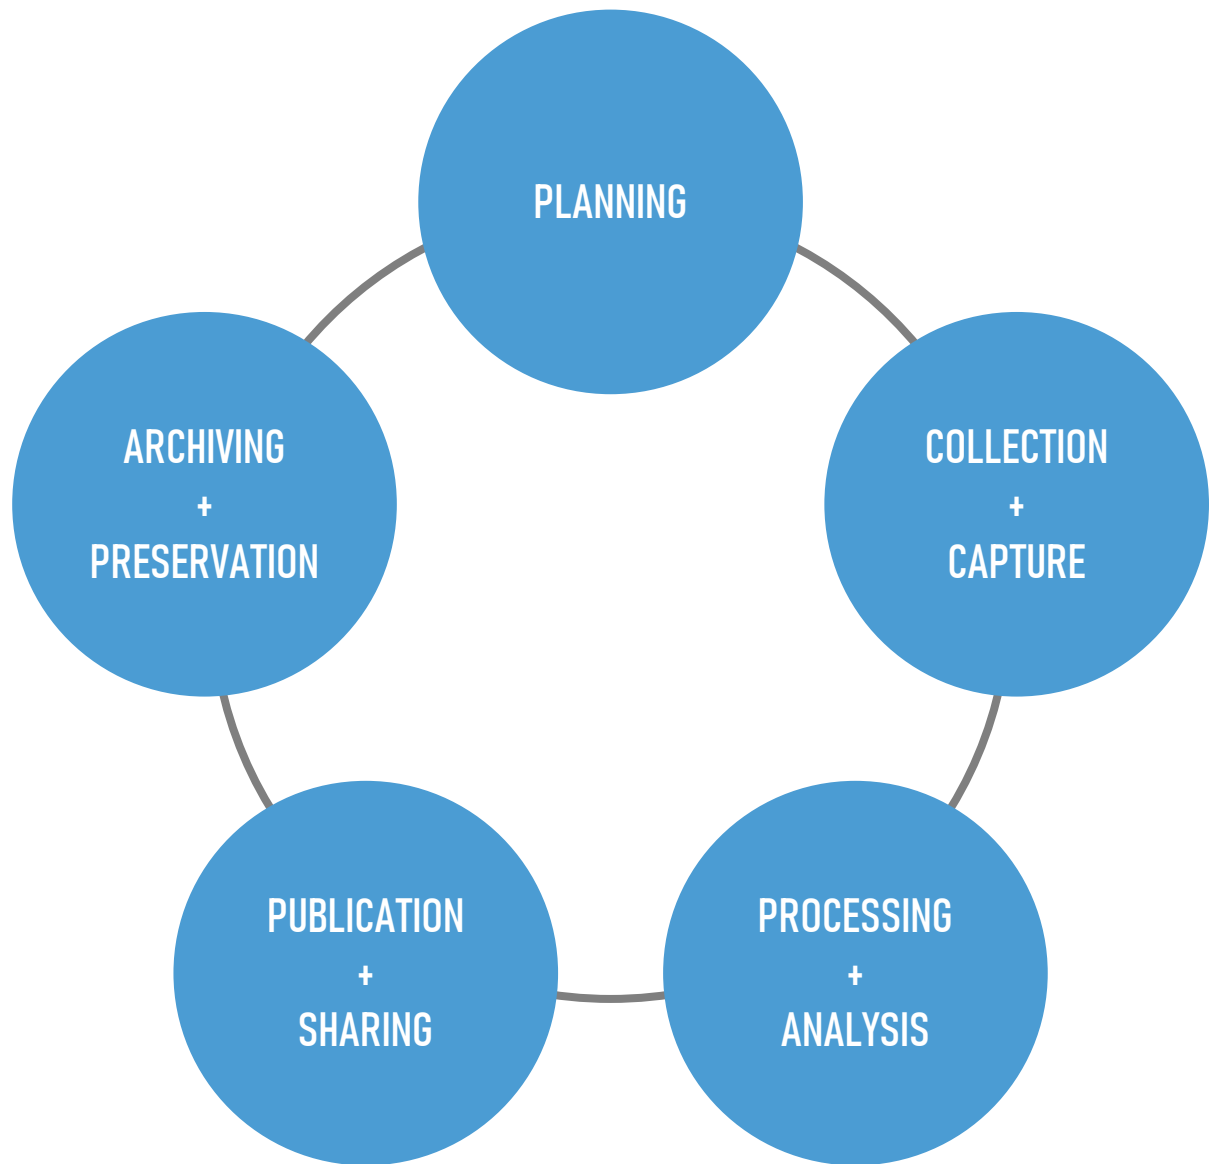 PLANNING
COLLECTION
+
CAPTURE
PROCESSING
+
ANALYSIS
PUBLICATION
+
SHARING
ARCHIVING
+
PRESERVATION